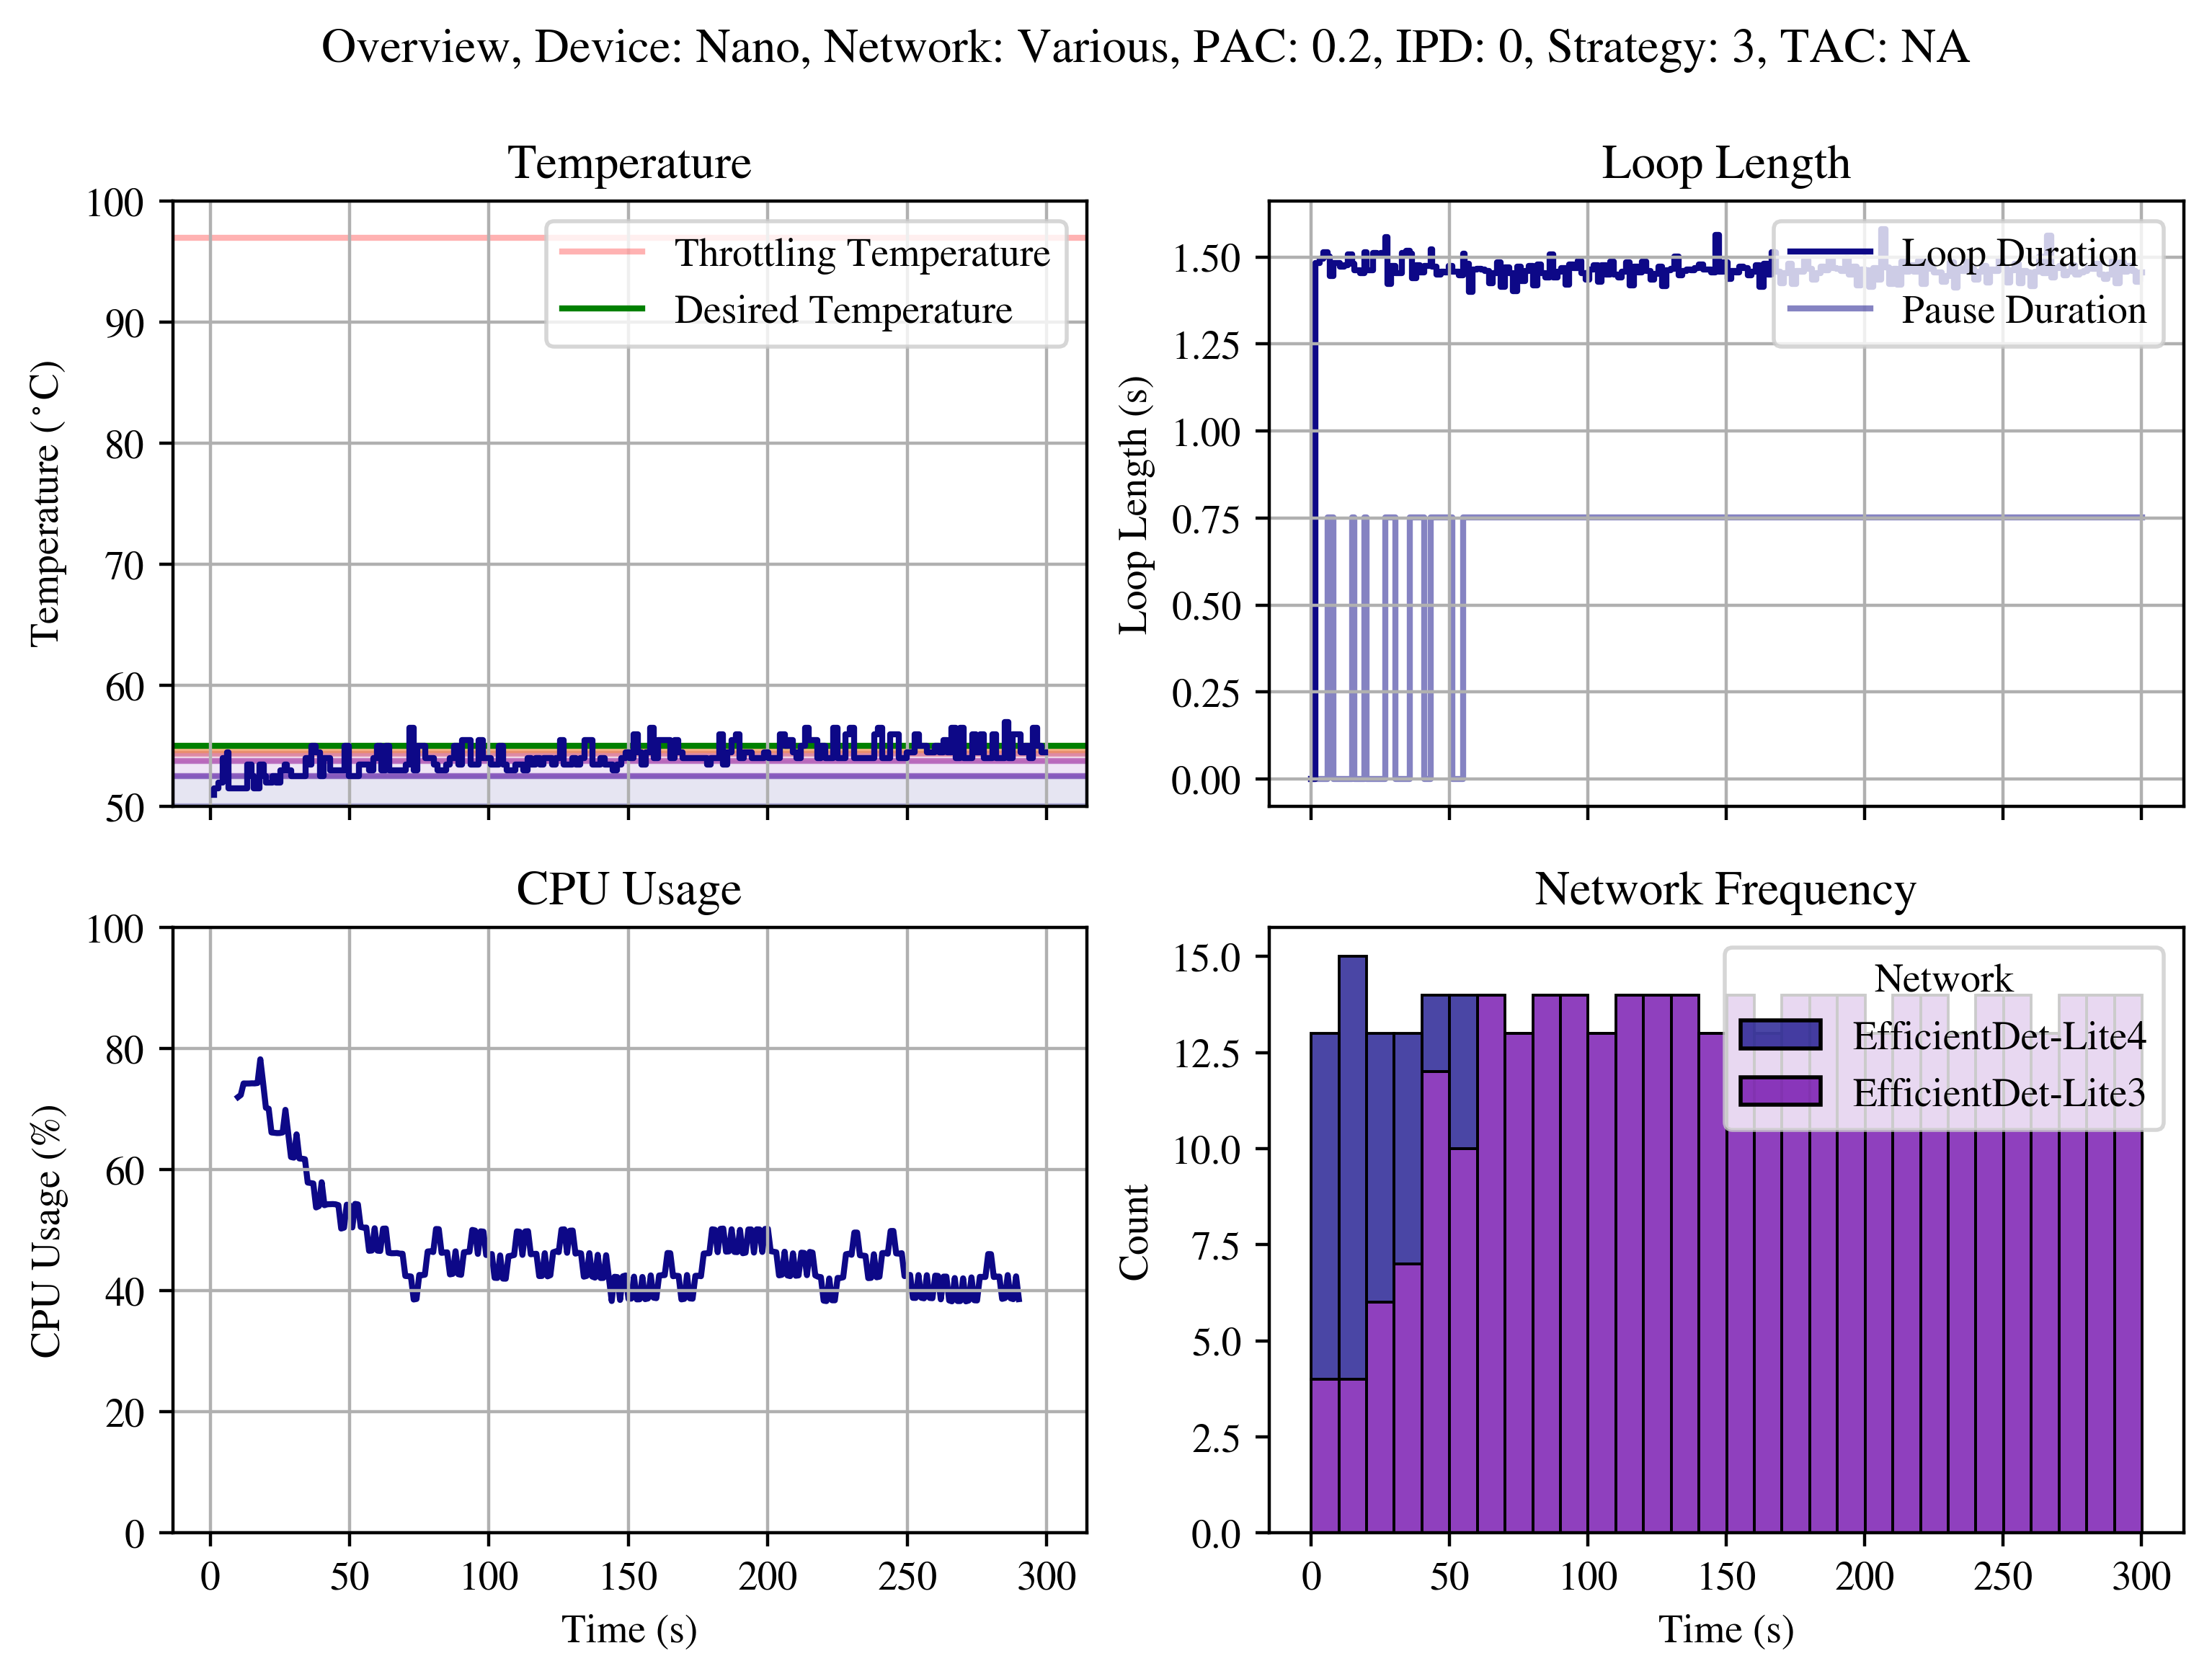 Overview, Device: Nano, Network: Various, PAC: 0.2, IPD: 0, Strategy: 3, TAC: NA
Temperature
100
90
80
70
60
50
Temperature (°C)
Throttling Temperature
Desired Temperature
Loop Length
1.50
1.25
1.00
0.75
0.50
0.25
0.00
Loop Length (s)
Loop Duration
Pause Duration
CPU Usage
100
80
60
40
20
0
CPU Usage (%)
0 50 100 150 200 250 300
Time (s)
Network Frequency
15.0
12.5
10.0
7.5
5.0
2.5
0.0
Count
Network
EfficientDet-Lite4
EfficientDet-Lite3
0 50 100 150 200 250 300
Time (s)